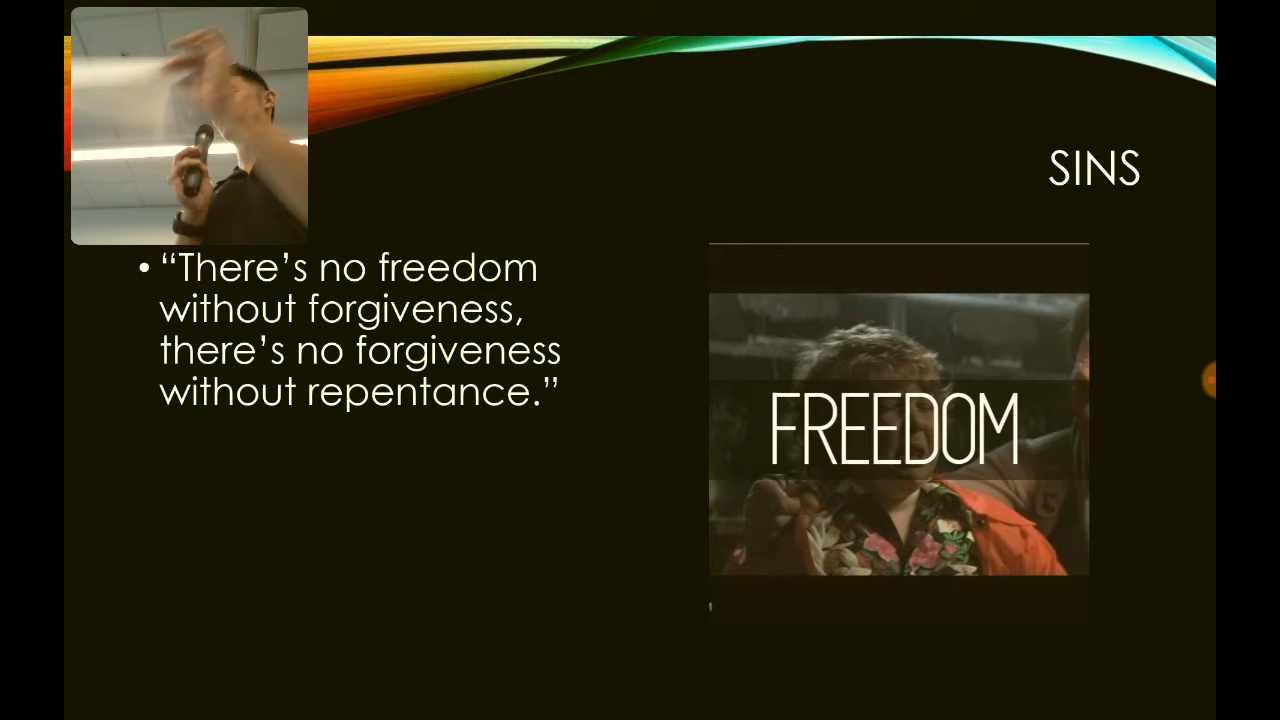 SINS
• “There’s no freedom
without forgiveness,
there’s no forgiveness
without repentance.”
FREEDOM